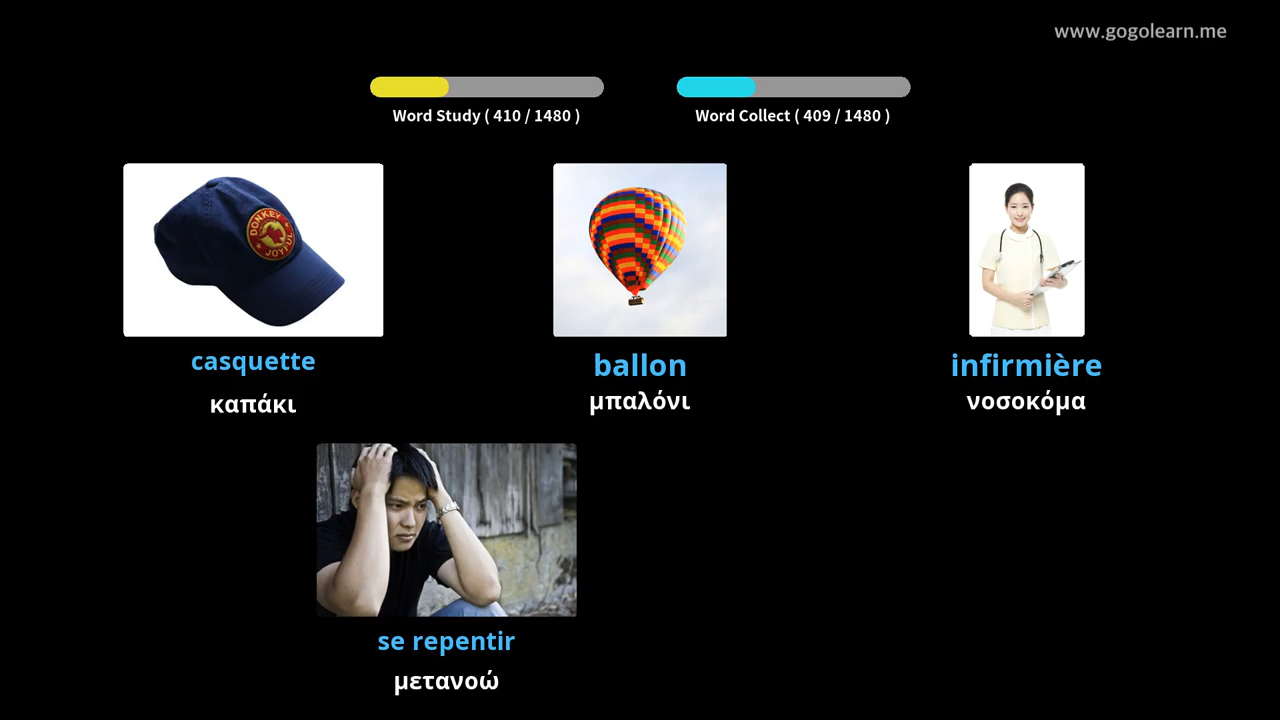 www.gogolearn.me
Word Study ( 410 / 1480 )
Word Collect ( 409 / 1480 )
DONKEY
JOYFUL
casquette
ballon
infirmière
καπάκι
μπαλόνι
νοσοκόμα
se repentir
μετανοώ